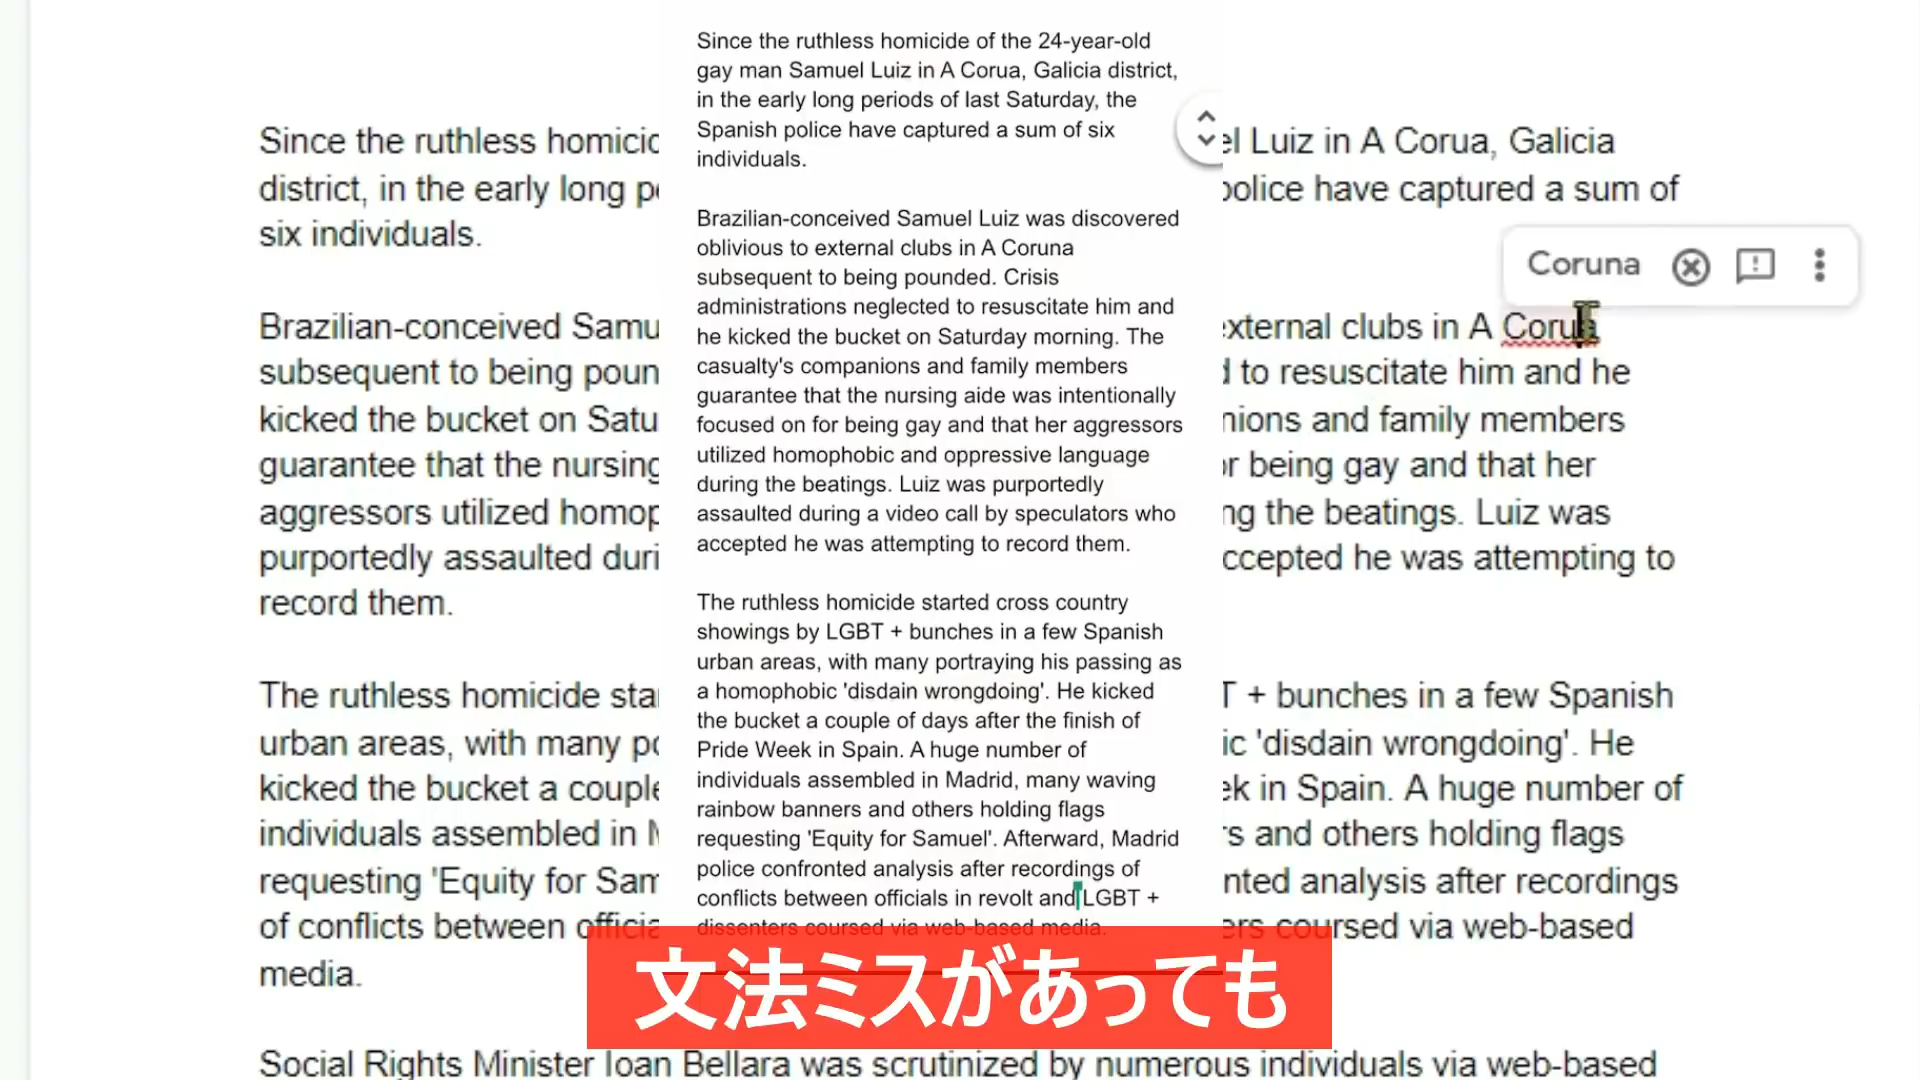 Since the ruthless homicide of the 24-year-old
gay man Samuel Luiz in A Corua, Galicia district,
in the early long periods of last Saturday, the
Spanish police have captured a sum of six
individuals.
Brazilian-conceived Samuel Luiz was discovered
oblivious to external clubs in A Coruna
subsequent to being pounded. Crisis
administrations neglected to resuscitate him and
he kicked the bucket on Saturday morning. The
casualty's companions and family members
guarantee that the nursing aide was intentionally
focused on for being gay and that her aggressors
utilized homophobic and oppressive language
during the beatings. Luiz was purportedly
assaulted during a video call by speculators who
accepted he was attempting to record them.
The ruthless homicide started cross country
showings by LGBT + bunches in a few Spanish
urban areas, with many portraying his passing as
a homophobic 'disdain wrongdoing'. He kicked
the bucket a couple of days after the finish of
Pride Week in Spain. A huge number of
individuals assembled in Madrid, many waving
rainbow banners and others holding flags
requesting 'Equity for Samuel'. Afterward, Madrid
police confronted analysis after recordings of
conflicts between officials in revolt and LGBT +
dissenters coursed via web-based media.
Since the ruthless homicid
el Luiz in A Corua, Galicia
district, in the early long p
police have captured a sum of
six individuals.
Coruna
Brazilian-conceived Samu
external clubs in A Corua
subsequent to being poun
d to resuscitate him and he
kicked the bucket on Satu
nions and family members
guarantee that the nursing
or being gay and that her
aggressors utilized homop
ng the beatings. Luiz was
purportedly assaulted duri
ccepted he was attempting to
record them.
The ruthless homicide sta
T + bunches in a few Spanish
urban areas, with many po
ic 'disdain wrongdoing'. He
kicked the bucket a couple
ek in Spain. A huge number of
individuals assembled in M
rs and others holding flags
requesting 'Equity for Sam
nted analysis after recordings
of conflicts between officia
ers coursed via web-based
media.
文法ミスがあっても
Social Rights Minister Ioan Bellara was scrutinized by numerous individuals via web-based